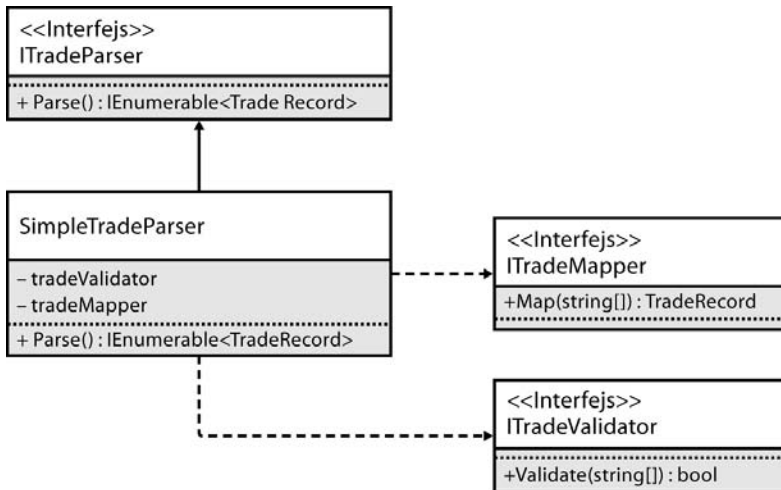 <<Interfejs>>
ITradeParser
+ Parse() : IEnumerable<Trade Record>
SimpleTradeParser
– tradeValidator
– tradeMapper
+ Parse() : IEnumerable<TradeRecord>
<<Interfejs>>
ITradeMapper
+Map(string[]) : TradeRecord
<<Interfejs>>
ITradeValidator
+Validate(string[]) : bool